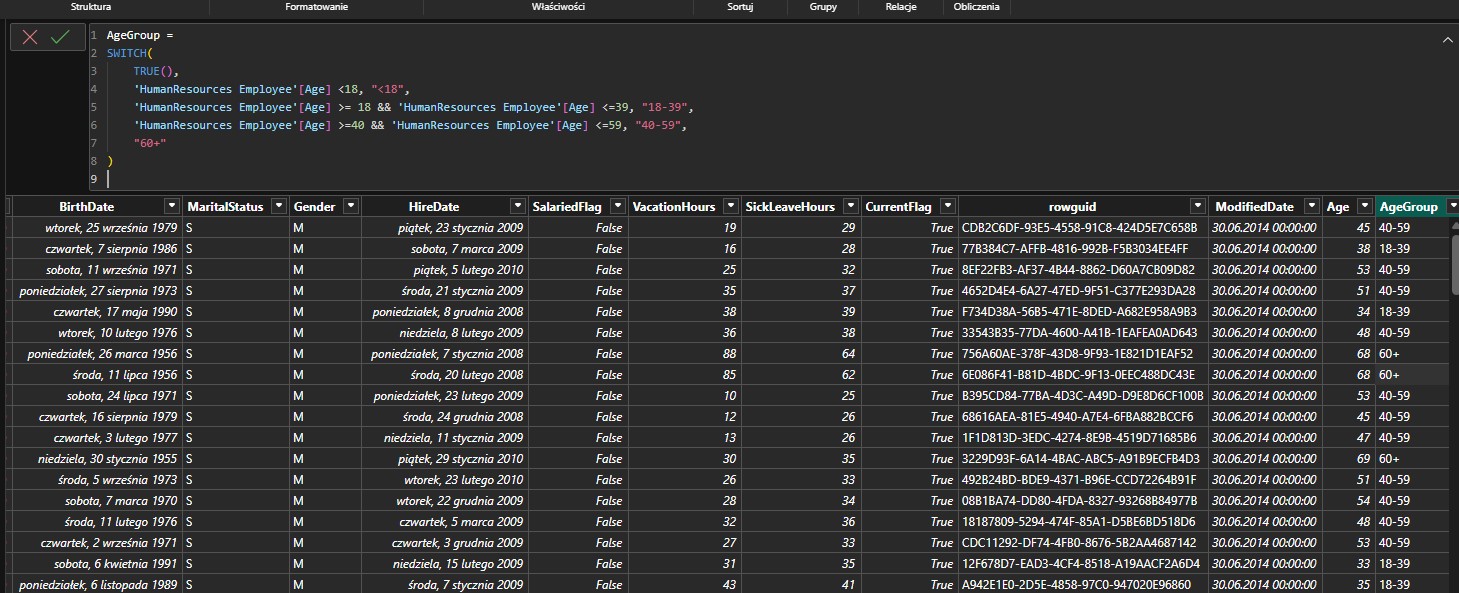 Struktura Formatowanie Właściwości Sortuj Grupy Relacje Obliczenia
1 AgeGroup =
2 SWITCH(
3 TRUE(),
4 'HumanResources Employee'[Age] <18, "<18",
5 'HumanResources Employee'[Age] >= 18 && 'HumanResources Employee'[Age] <=39, "18-39",
6 'HumanResources Employee'[Age] >=40 && 'HumanResources Employee'[Age] <=59, "40-59",
7 "60+"
8 )
9
BirthDate MaritalStatus Gender HireDate SalariedFlag VacationHours SickLeaveHours CurrentFlag rowguid ModifiedDate Age AgeGroup
wtorek, 25 września 1979 S M piątek, 23 stycznia 2009 False 19 29 True CDB2C6DF-93E5-4558-91C8-424D5E7C658B 30.06.2014 00:00:00 45 40-59
czwartek, 7 sierpnia 1986 S M sobota, 7 marca 2009 False 16 28 True 77B384C7-AFFB-4816-992B-F5B3034EE4FF 30.06.2014 00:00:00 38 18-39
sobota, 11 września 1971 S M piątek, 5 lutego 2010 False 25 32 True 8EF22FB3-AF37-4B44-8862-D60A7CB09D82 30.06.2014 00:00:00 53 40-59
poniedziałek, 27 sierpnia 1973 S M środa, 21 stycznia 2009 False 35 37 True 4652D4E4-6A27-47ED-9F51-C377E293DA28 30.06.2014 00:00:00 51 40-59
czwartek, 17 maja 1990 S M poniedziałek, 8 grudnia 2008 False 38 39 True F734D38A-56B5-471E-8DED-A682E958A9B3 30.06.2014 00:00:00 34 18-39
wtorek, 10 lutego 1976 S M niedziela, 8 lutego 2009 False 36 38 True 33543B35-77DA-4600-A41B-1EAFEA0AD643 30.06.2014 00:00:00 48 40-59
poniedziałek, 26 marca 1956 S M poniedziałek, 7 stycznia 2008 False 88 64 True 756A60AE-378F-43D8-9F93-1E821D1EAF52 30.06.2014 00:00:00 68 60+
środa, 11 lipca 1956 S M środa, 20 lutego 2008 False 85 62 True 6E086F41-B81D-4BDC-9F13-0EEC488DC43E 30.06.2014 00:00:00 68 60+
sobota, 24 lipca 1971 S M poniedziałek, 23 lutego 2009 False 10 25 True B395CD84-77BA-4D3C-A49D-D9E8D6CF100B 30.06.2014 00:00:00 53 40-59
czwartek, 16 sierpnia 1979 S M środa, 24 grudnia 2008 False 12 26 True 68616AEA-81E5-4940-A7E4-6FBA882BCCF6 30.06.2014 00:00:00 45 40-59
czwartek, 3 lutego 1977 S M niedziela, 11 stycznia 2009 False 13 26 True 1F1D813D-3EDC-4274-8E9B-4519D71685B6 30.06.2014 00:00:00 47 40-59
niedziela, 30 stycznia 1955 S M piątek, 29 stycznia 2010 False 30 35 True 3229D93F-6A14-4BAC-ABC5-A91B9ECFB4D3 30.06.2014 00:00:00 69 60+
środa, 5 września 1973 S M wtorek, 23 lutego 2010 False 26 33 True 492B24BD-BDE9-4371-B96E-CCD72264B91F 30.06.2014 00:00:00 51 40-59
sobota, 7 marca 1970 S M wtorek, 22 grudnia 2009 False 28 34 True 08B1BA74-DD80-4FDA-8327-93268B84977B 30.06.2014 00:00:00 54 40-59
środa, 11 lutego 1976 S M czwartek, 5 marca 2009 False 32 36 True 18187809-5294-474F-85A1-D5BE6BD518D6 30.06.2014 00:00:00 48 40-59
czwartek, 2 września 1971 S M czwartek, 3 grudnia 2009 False 27 33 True CDC11292-DF74-4FB0-8676-5B2AA4687142 30.06.2014 00:00:00 53 40-59
sobota, 6 kwietnia 1991 S M niedziela, 15 lutego 2009 False 31 35 True 12F678D7-EAD3-4CF4-8518-A19AACF2A6D4 30.06.2014 00:00:00 33 18-39
poniedziałek, 6 listopada 1989 S M środa, 7 stycznia 2009 False 43 41 True A942E1E0-2D5E-4858-97C0-947020E96860 30.06.2014 00:00:00 35 18-39